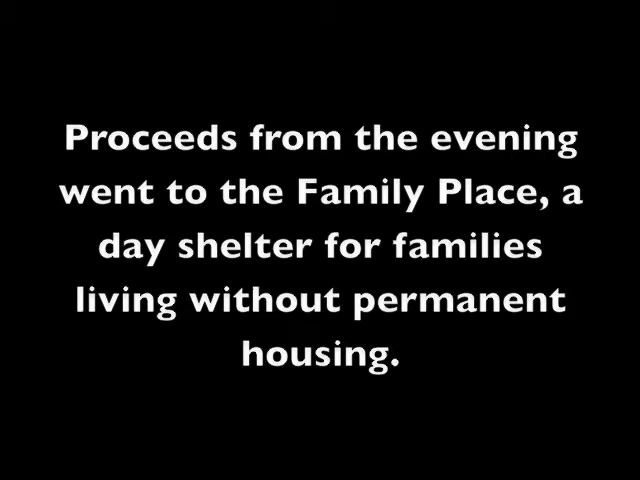 Proceeds from the evening
went to the Family Place, a
day shelter for families
living without permanent
housing.